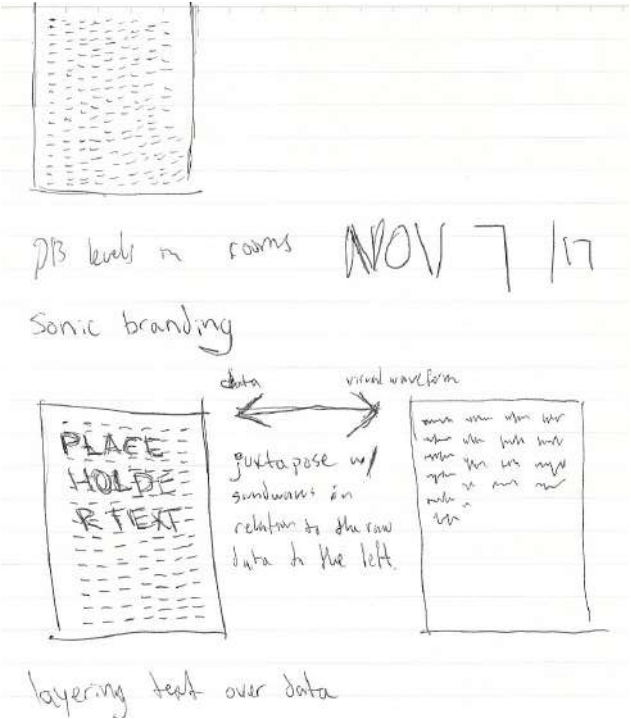 DB levels in rooms NOV 7 /17
Sonic branding
data
visual waveform
PLACE
HOLDE
R TEXT
juxtapose w/
soundwaves in
relation to the raw
data to the left.
layering text over data